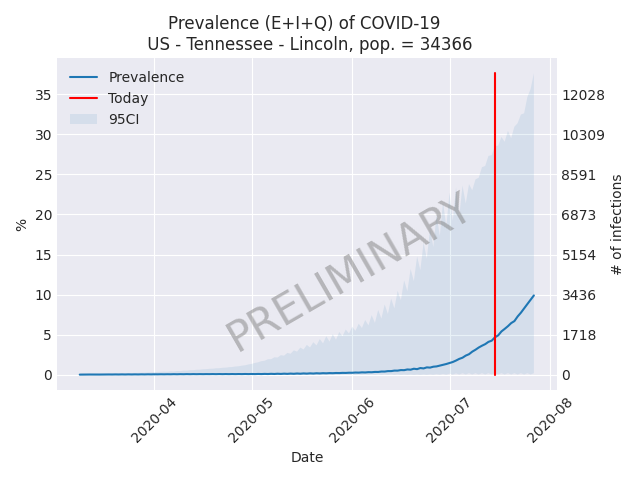 Prevalence (E+I+Q) of COVID-19
US - Tennessee - Lincoln, pop. = 34366
Prevalence
Today
95CI
35
30
25
20
15
10
5
0
%
12028
10309
8591
6873
5154
3436
1718
0
# of infections
PRELIMINARY
2020-04
2020-05
2020-06
2020-07
2020-08
Date